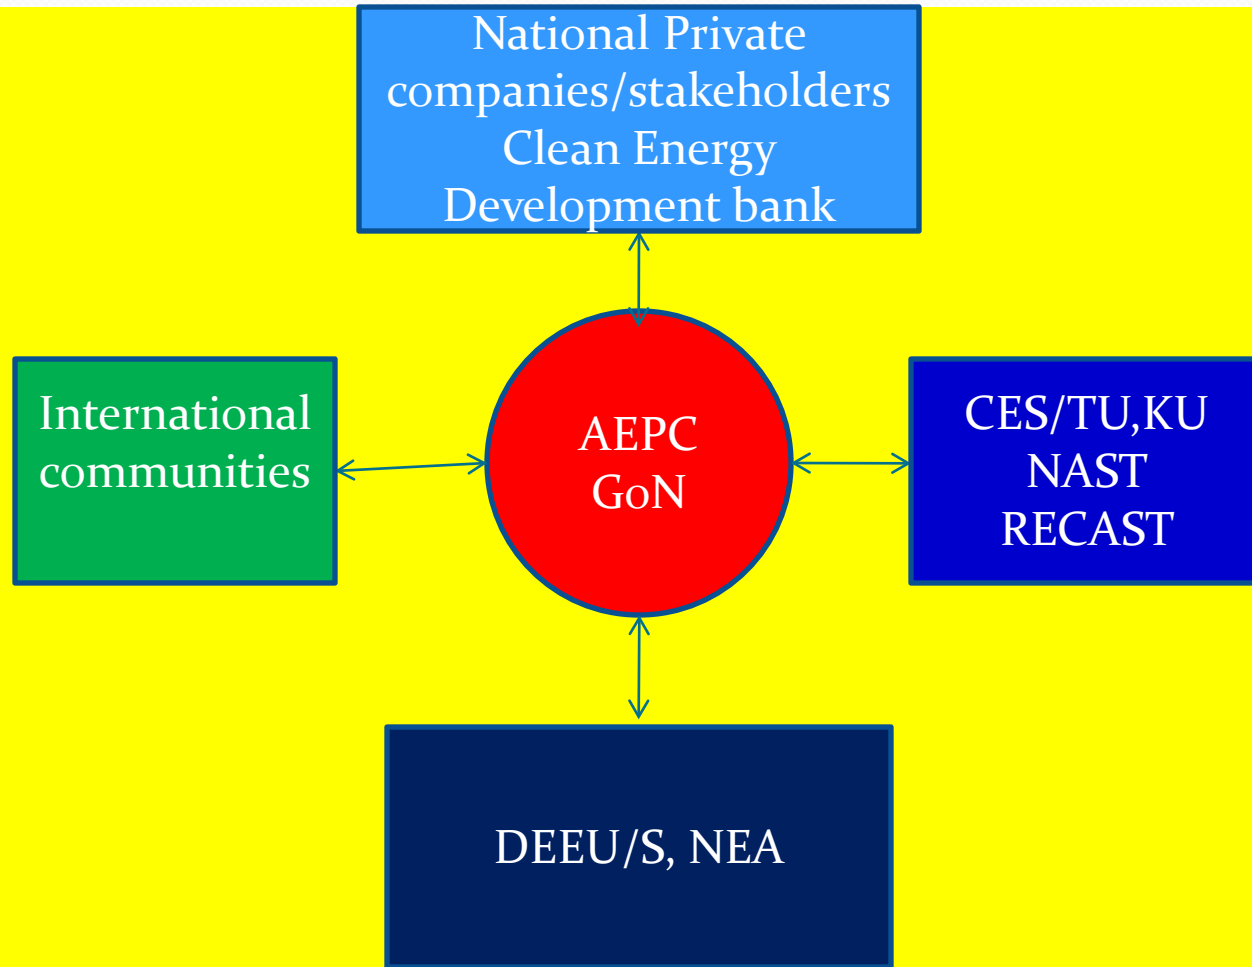 National Private
companies/stakeholders
Clean Energy
Development bank
International
communities
AEPC
GoN
CES/TU,KU
NAST
RECAST
DEEU/S, NEA